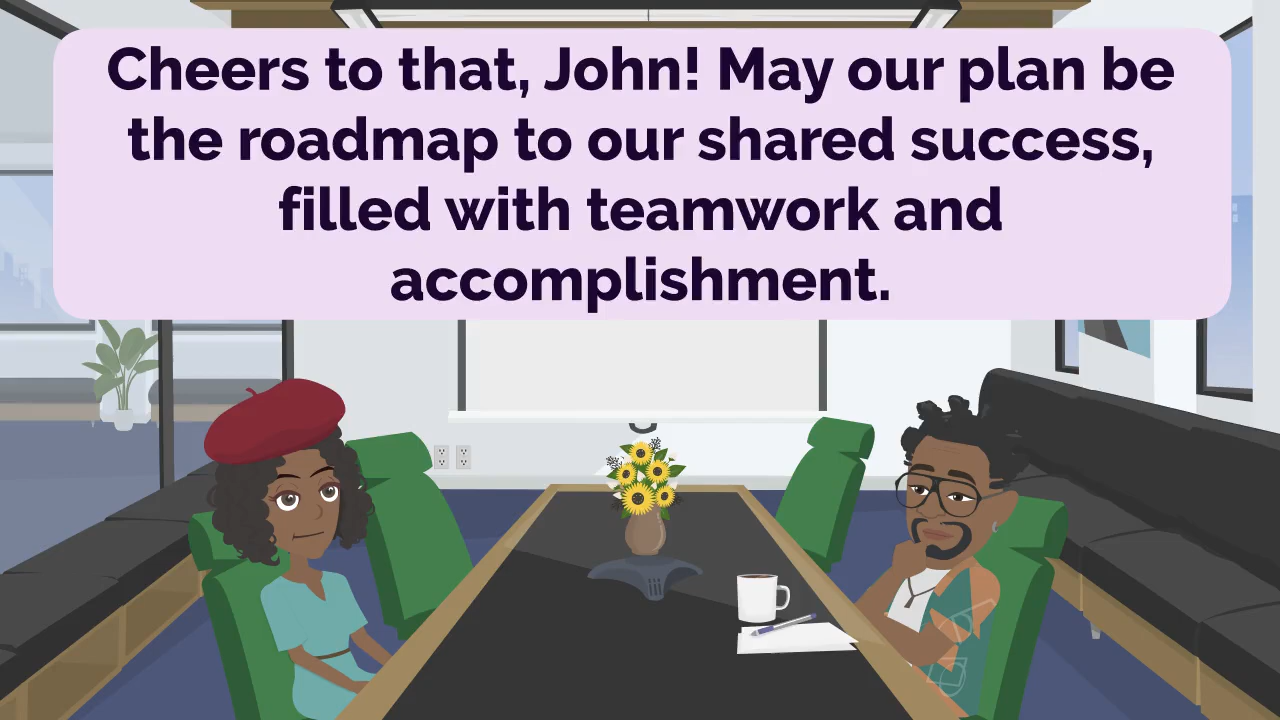 Cheers to that, John! May our plan be
the roadmap to our shared success,
filled with teamwork and
accomplishment.